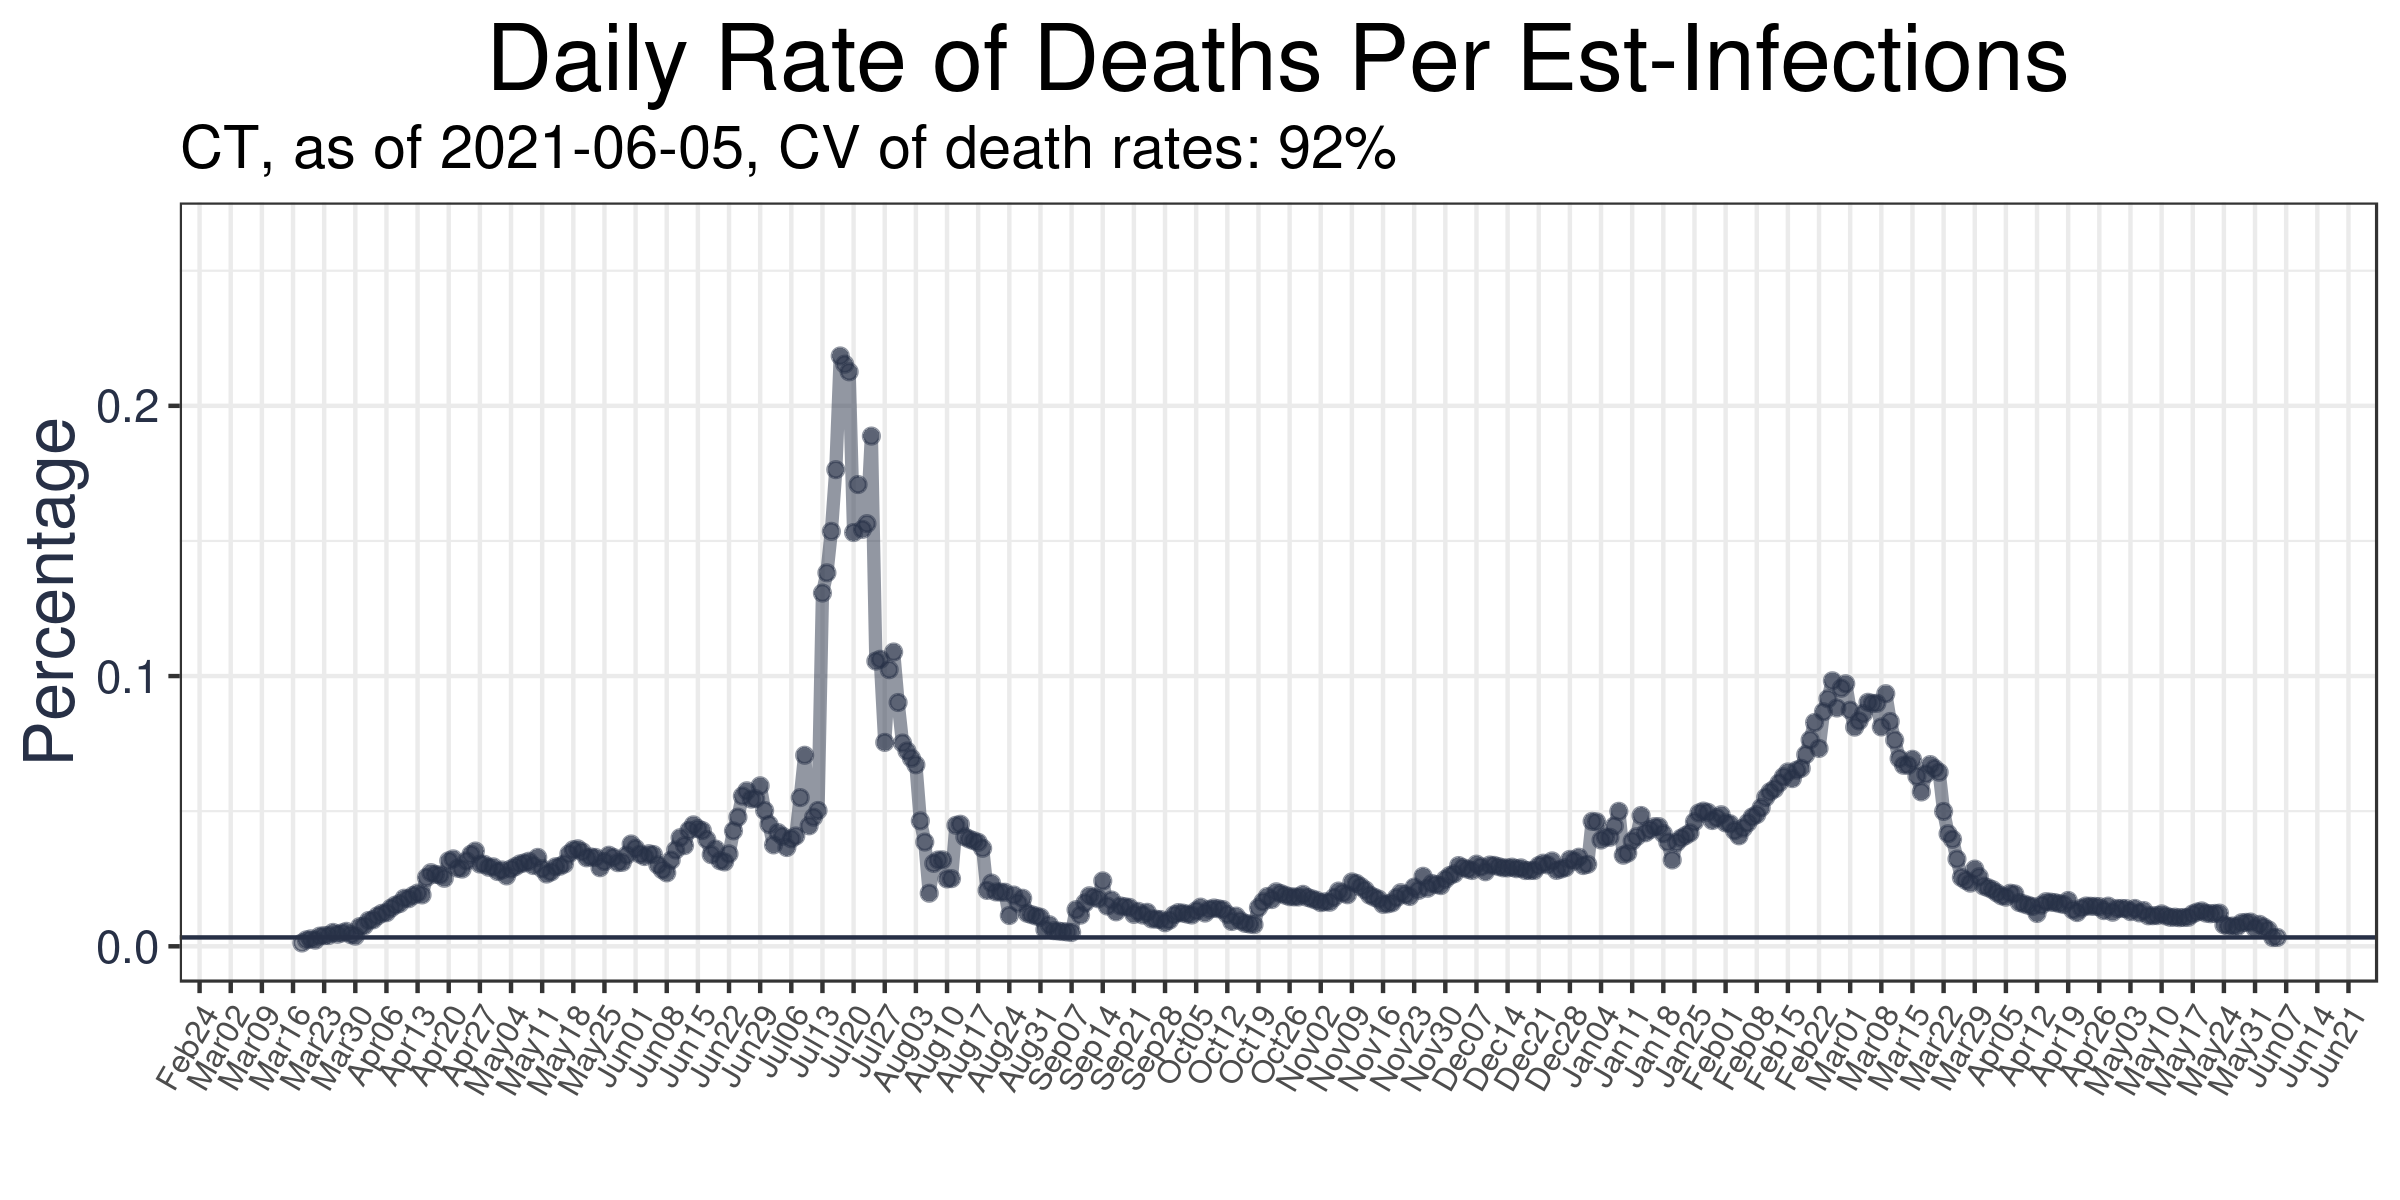 Daily Rate of Deaths Per Est-Infections
CT, as of 2021-06-05, CV of death rates: 92%
Percentage
0.2
0.1
0.0
Feb24 Mar02 Mar09 Mar16 Mar23 Mar30 Apr06 Apr13 Apr20 Apr27 May04 May11 May18 May25 Jun01 Jun08 Jun15 Jun22 Jun29 Jul06 Jul13 Jul20 Jul27 Aug03 Aug10 Aug17 Aug24 Aug31 Sep07 Sep14 Sep21 Sep28 Oct05 Oct12 Oct19 Oct26 Nov02 Nov09 Nov16 Nov23 Nov30 Dec07 Dec14 Dec21 Dec28 Jan04 Jan11 Jan18 Jan25 Feb01 Feb08 Feb15 Feb22 Mar01 Mar08 Mar15 Mar22 Mar29 Apr05 Apr12 Apr19 Apr26 May03 May10 May17 May24 May31 Jun07 Jun14 Jun21